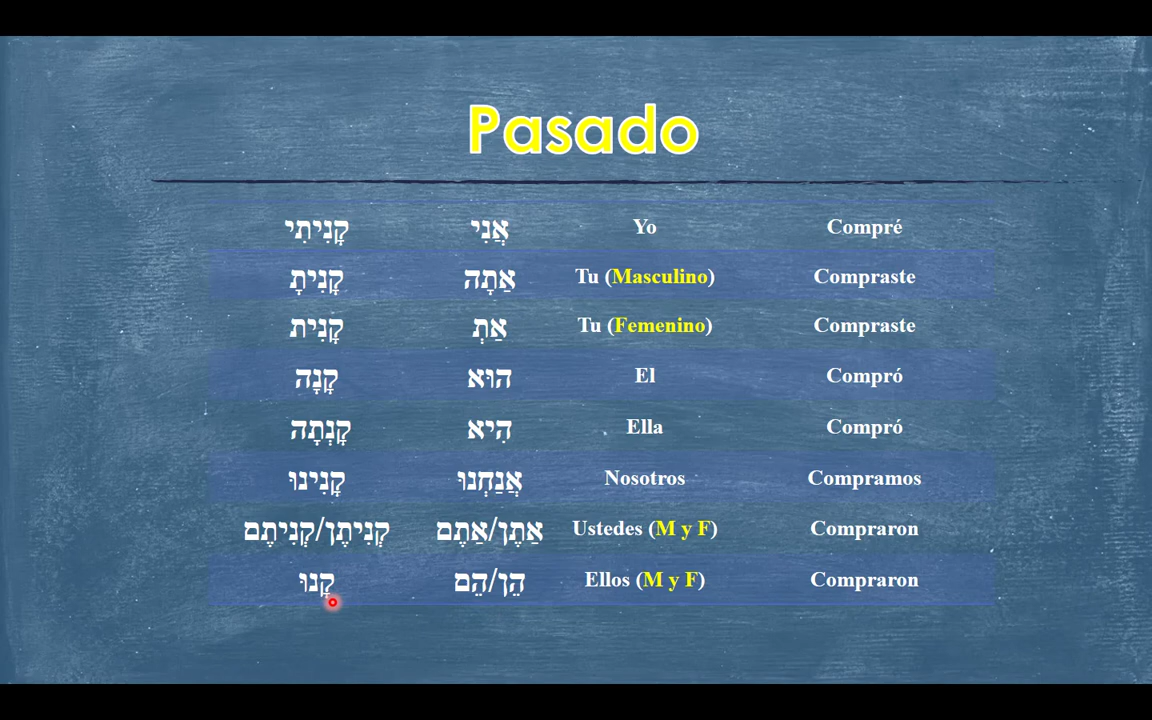 Pasado
קָנִיתִי אֲנִי Yo Compré
קָנִיתָ אַתָה Tu (Masculino) Compraste
קָנִית אַתְ Tu (Femenino) Compraste
קָנָה הוּא El Compró
קָנְתָה הִיא Ella Compró
קָנִינוּ אֲנַחְנוּ Nosotros Compramos
קְנִיתֶן/קְנִיתֶם אַתֶן/אַתֶם Ustedes (M y F) Compraron
קָנוּ הֵן/הֵם Ellos (M y F) Compraron